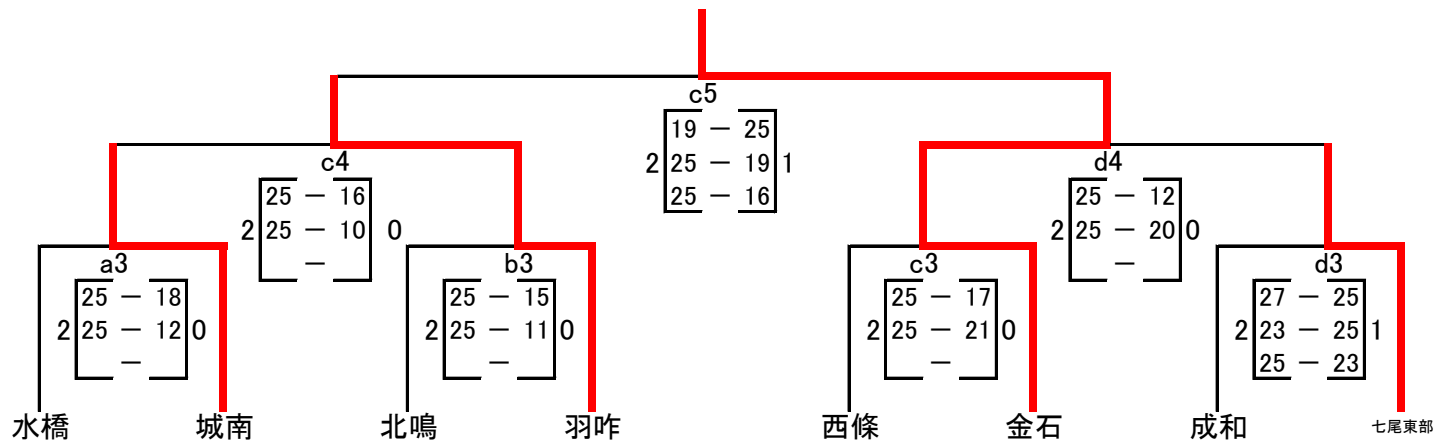 c5
19 － 25
2 25 － 19 1
25 － 16
c4
25 － 16
2 25 － 10 0
－
d4
25 － 12
2 25 － 20 0
－
a3
25 － 18
2 25 － 12 0
－
b3
25 － 15
2 25 － 11 0
－
c3
25 － 17
2 25 － 21 0
－
d3
27 － 25
2 23 － 25 1
25 － 23
水橋 城南 北鳴 羽咋 西條 金石 成和 七尾東部